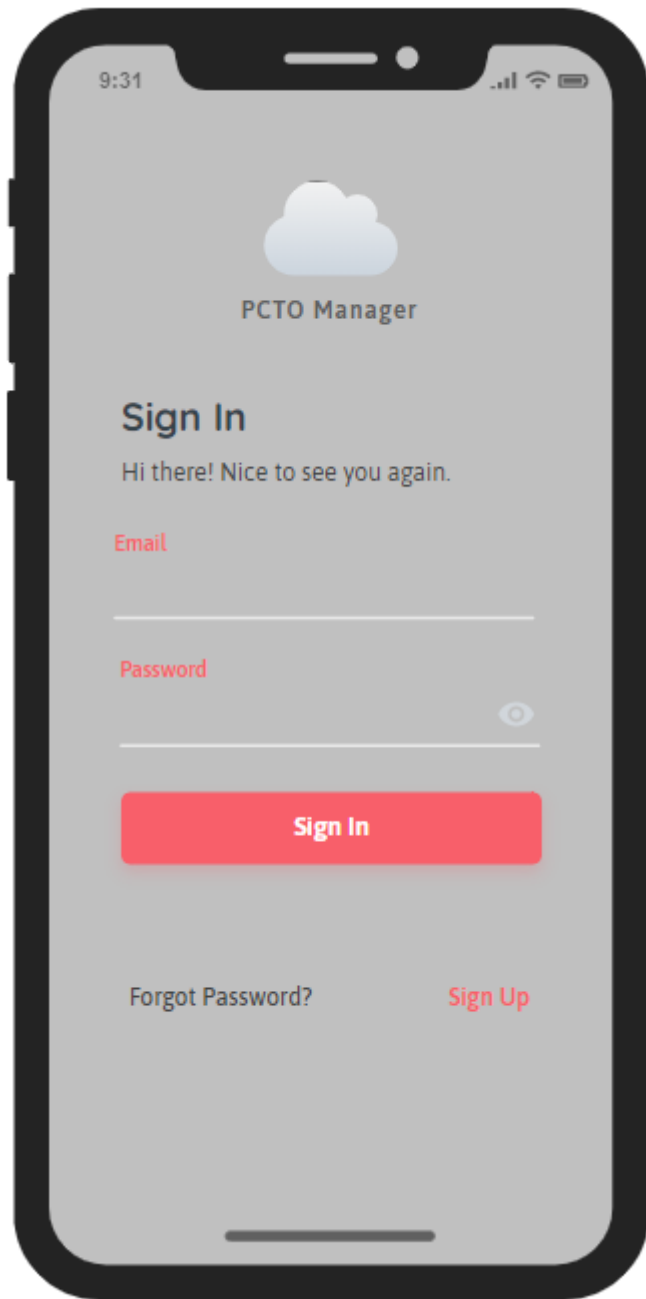 9:31
PCTO Manager
Sign In
Hi there! Nice to see you again.
Email
Password
Sign In
Forgot Password? Sign Up